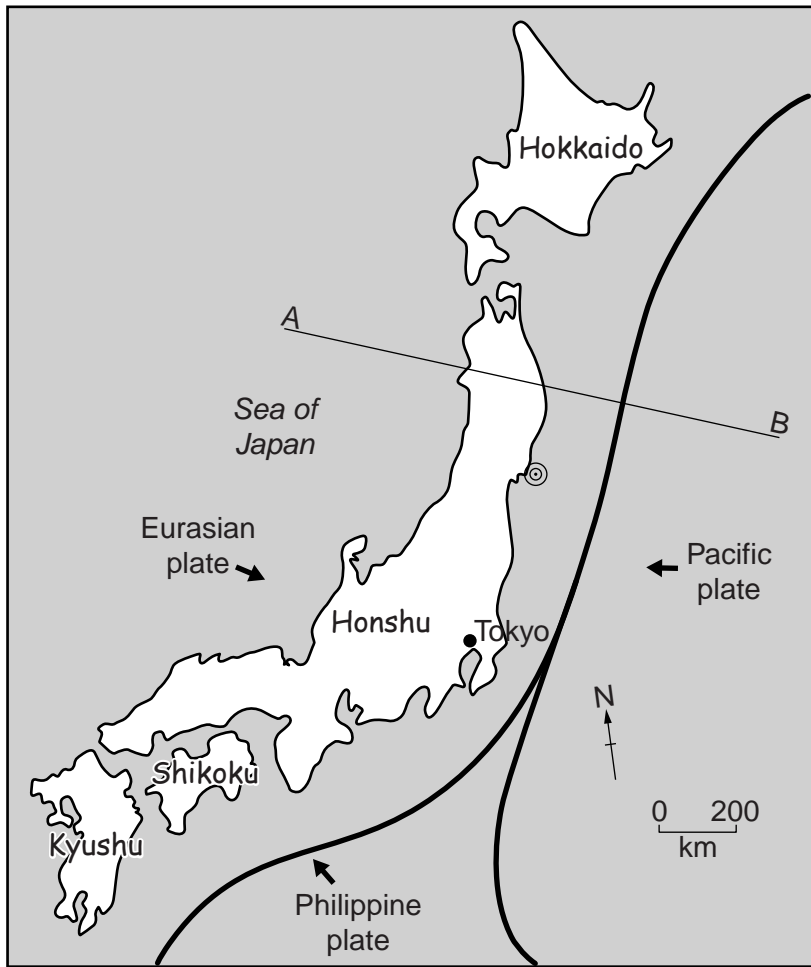 Hokkaido
A
Sea of
Japan
B
Eurasian
plate
Pacific
plate
Honshu
Tokyo
N
Shikoku
0 200
km
Kyushu
Philippine
plate